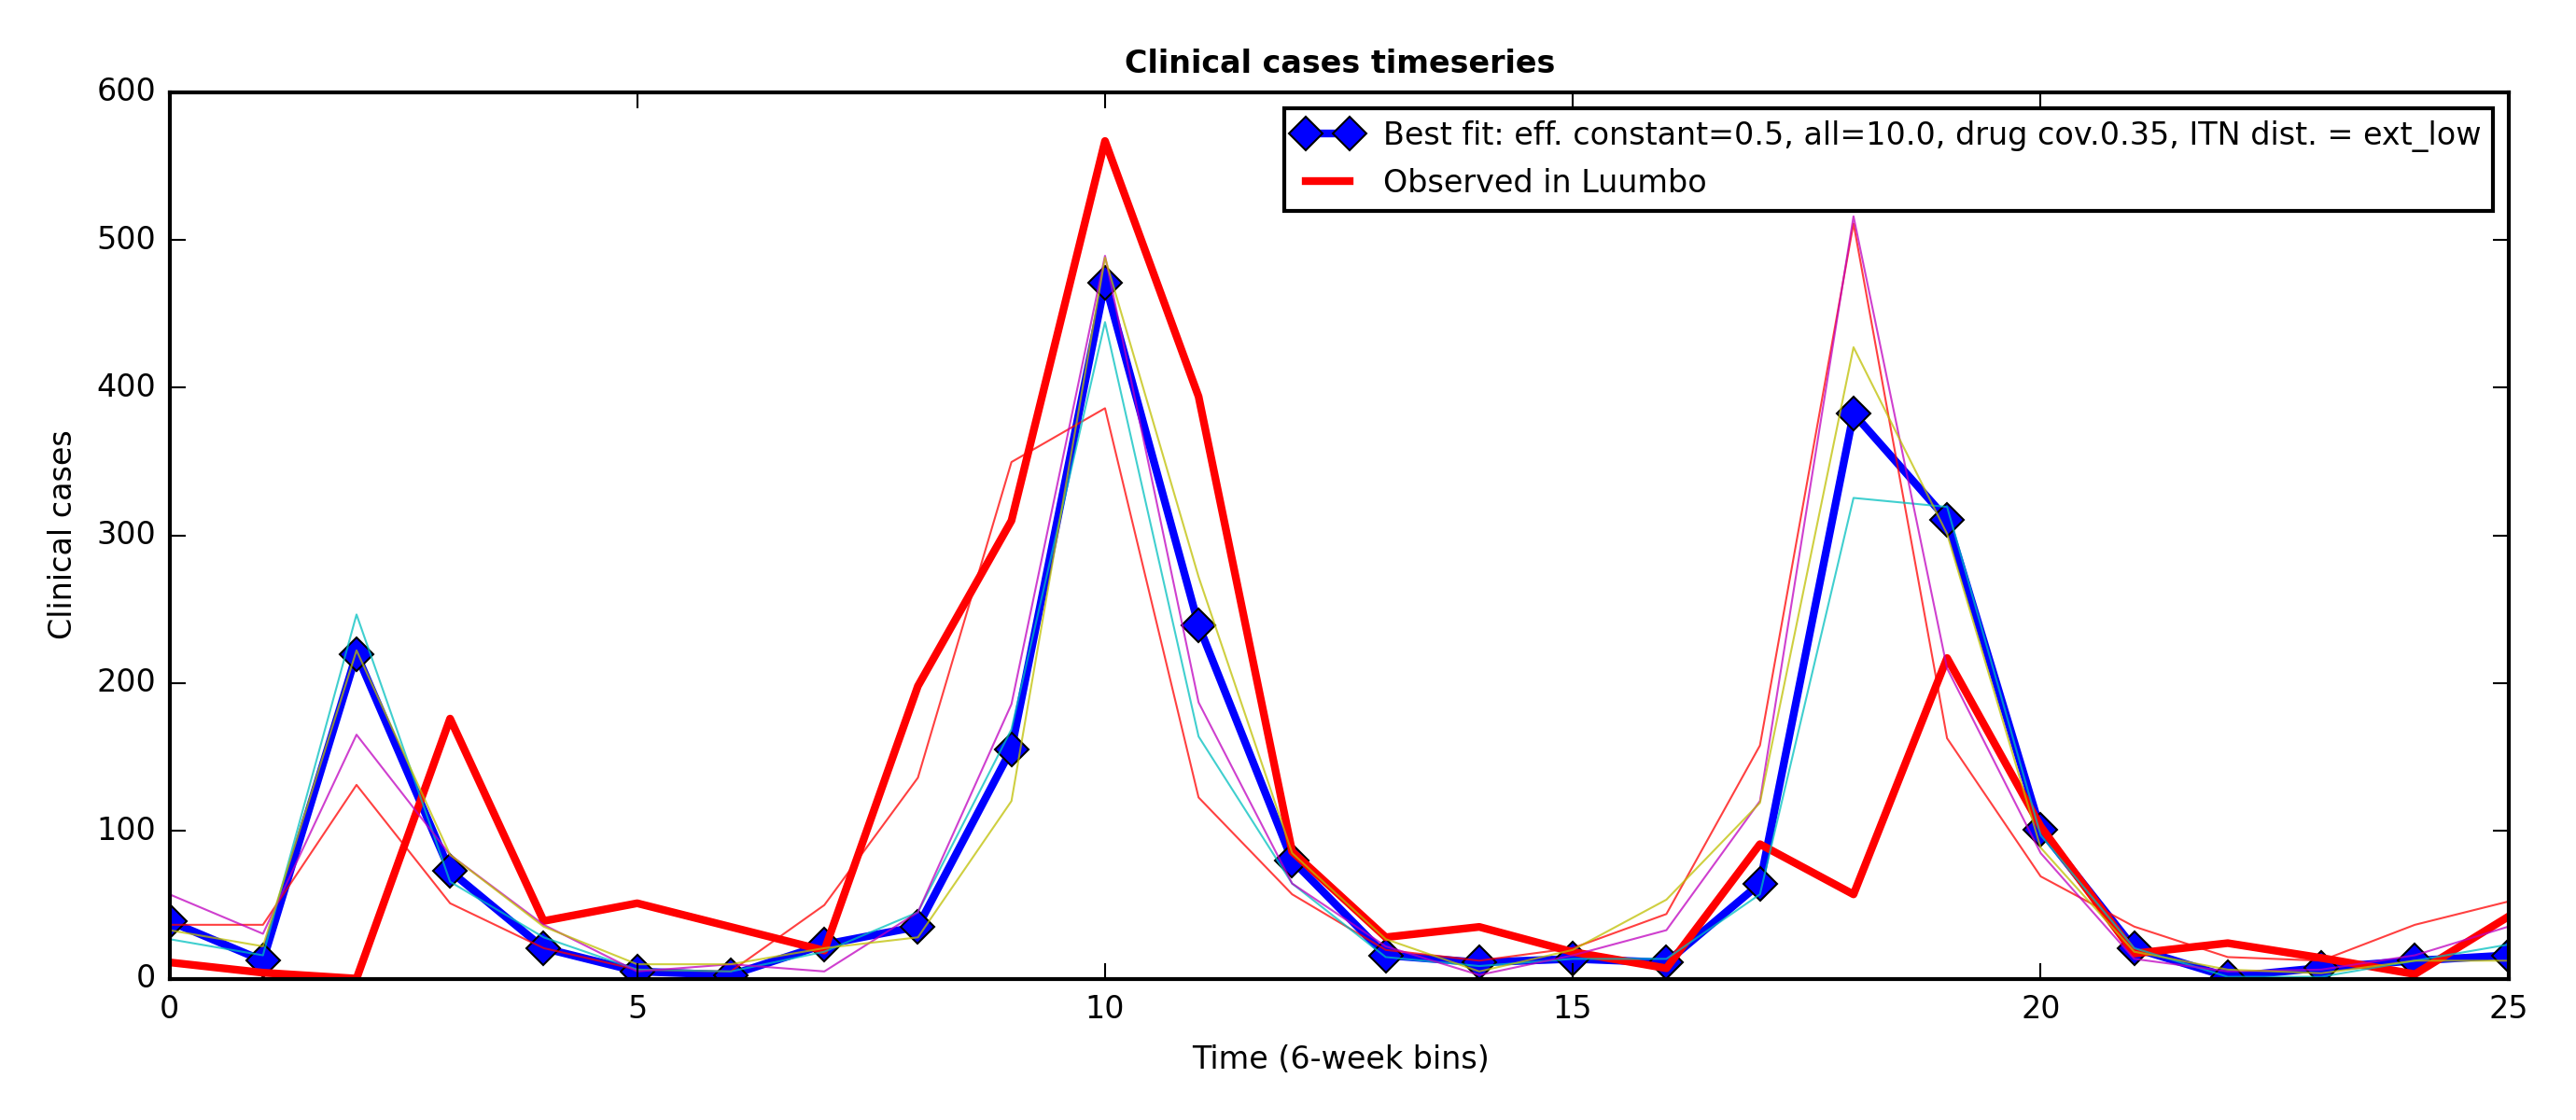 Clinical cases timeseries
600
500
400
300
200
100
0
Clinical cases
Best fit: eff. constant=0.5, all=10.0, drug cov.0.35, ITN dist. = ext_low
Observed in Luumbo
0 5 10 15 20 25
Time (6-week bins)